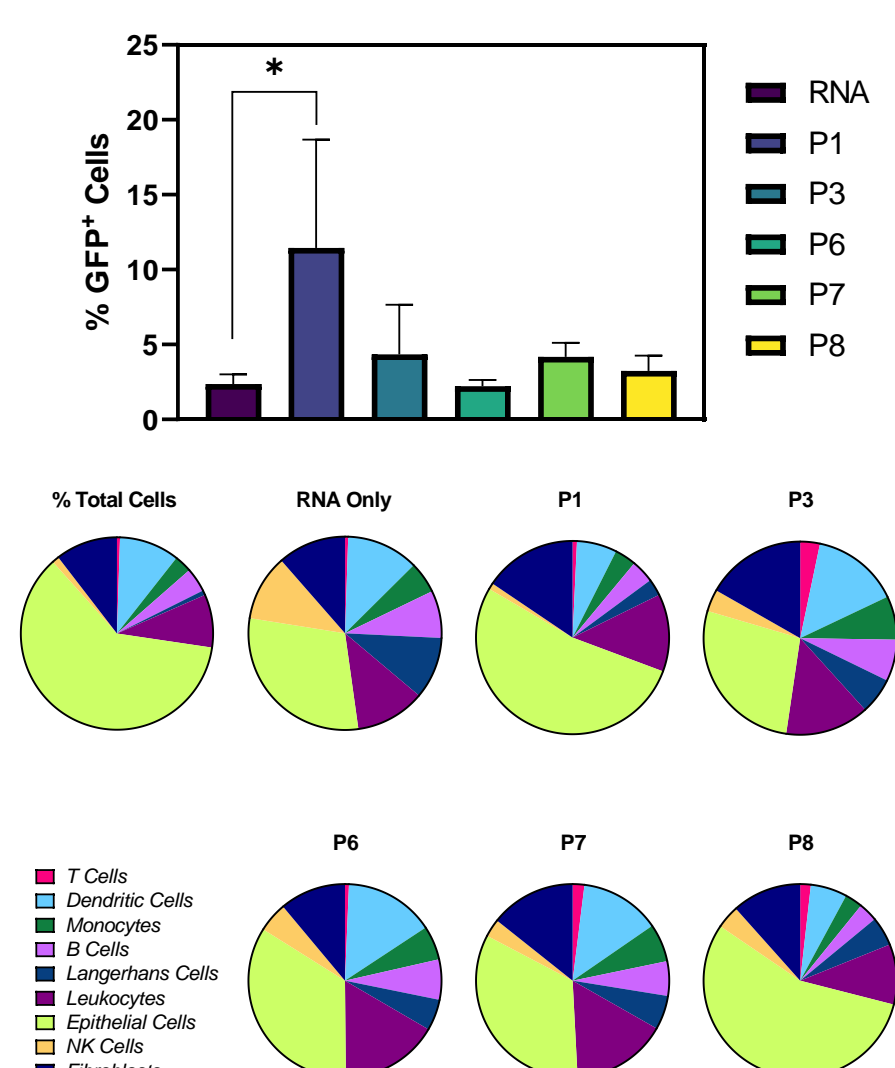 25
20
15
10
5
0
% GFP+ Cells
*
RNA
P1
P3
P6
P7
P8
% Total Cells
RNA Only
P1
P3
P6
P7
P8
T Cells
Dendritic Cells
Monocytes
B Cells
Langerhans Cells
Leukocytes
Epithelial Cells
NK Cells